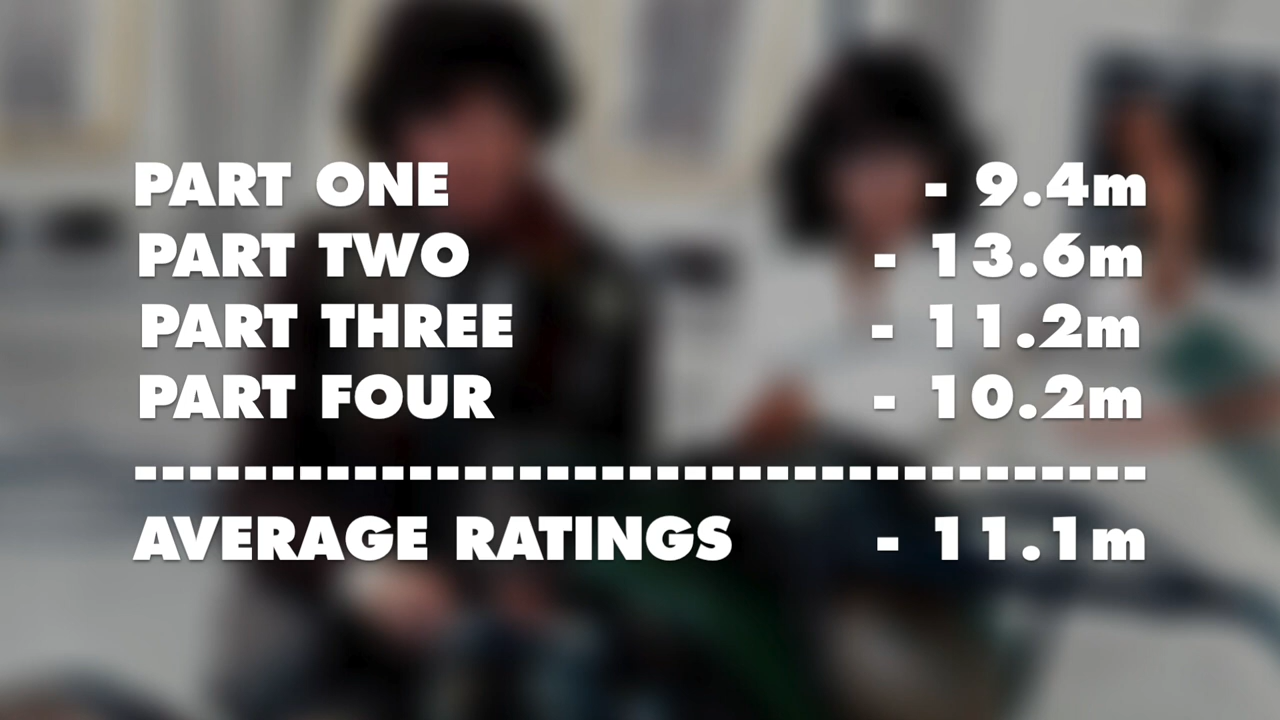 PART ONE - 9.4m
PART TWO - 13.6m
PART THREE - 11.2m
PART FOUR - 10.2m
-------------------------------------
AVERAGE RATINGS - 11.1m